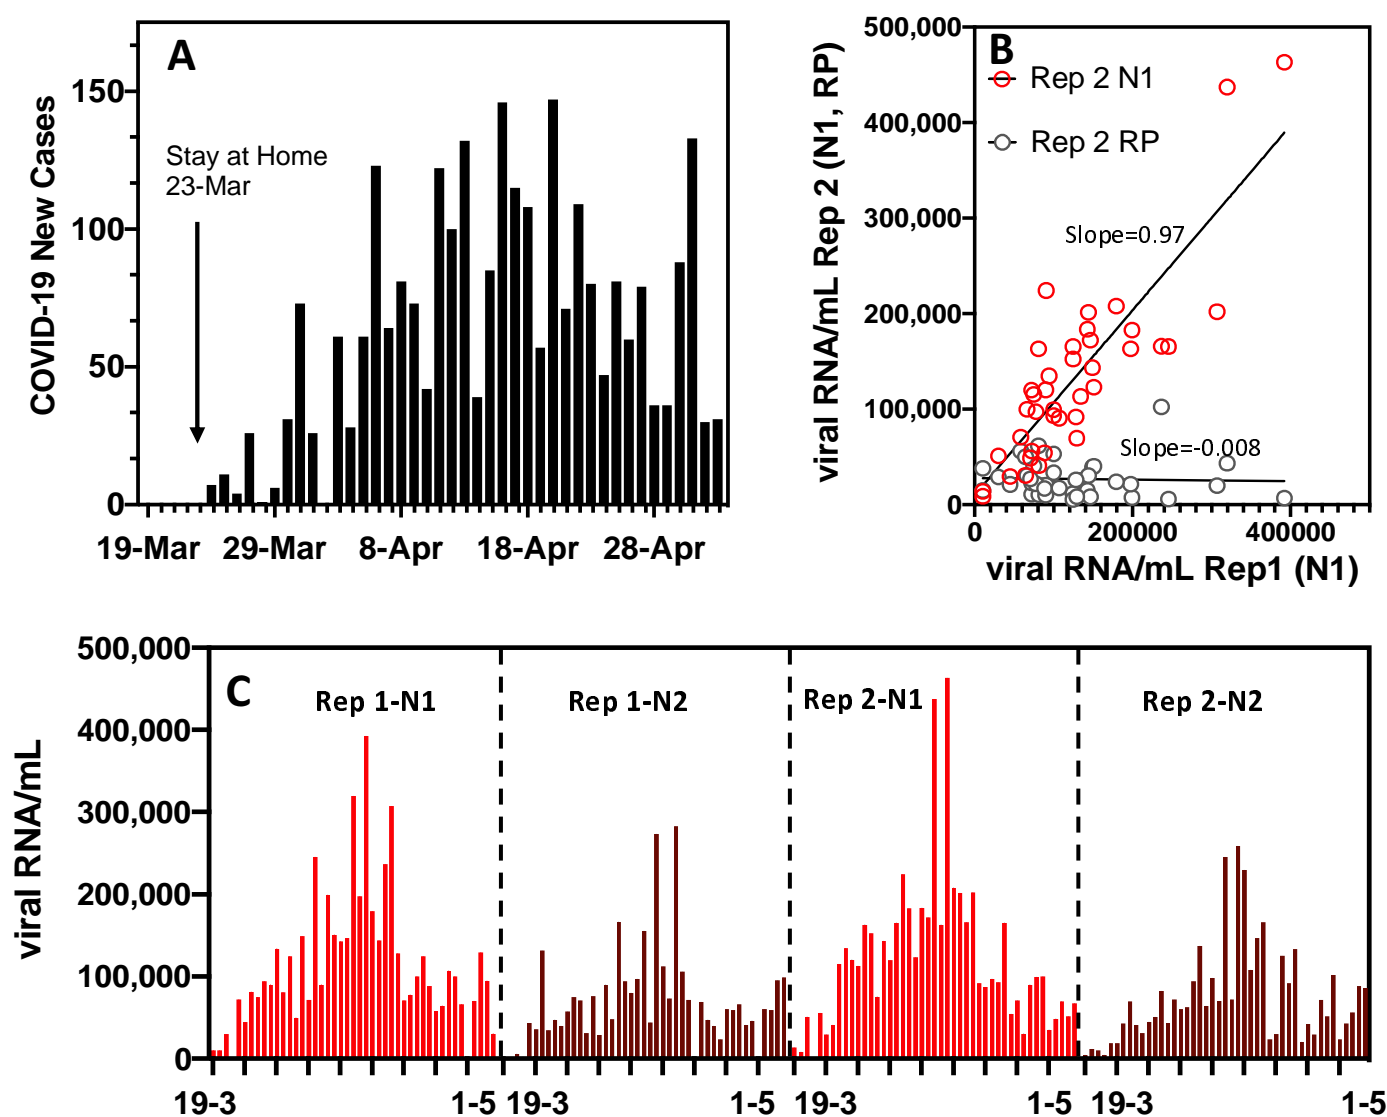 A
COVID-19 New Cases
150
100
50
0
Stay at Home
23-Mar
19-Mar 29-Mar 8-Apr 18-Apr 28-Apr
B
viral RNA/mL Rep 2 (N1, RP)
500,000
400,000
300,000
200,000
100,000
0
Rep 2 N1
Rep 2 RP
Slope=0.97
Slope=-0.008
0 200000 400000
viral RNA/mL Rep1 (N1)
C
viral RNA/mL
500,000
400,000
300,000
200,000
100,000
0
Rep 1-N1 Rep 1-N2 Rep 2-N1 Rep 2-N2
19-3 1-5 19-3 1-5 19-3 1-5 19-3 1-5